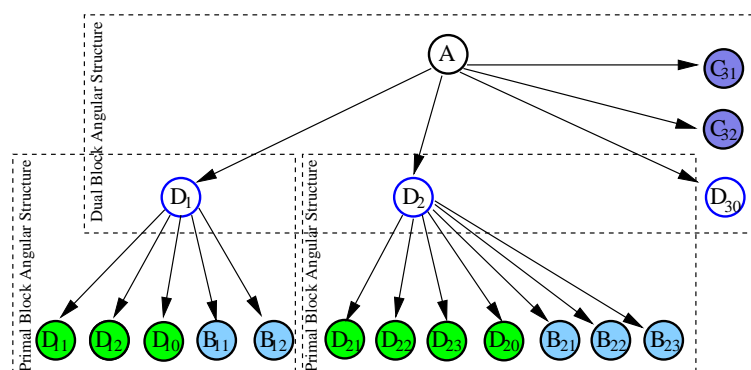 Dual Block Angular Structure
A
C31
C32
Primal Block Angular Structure
D1
Primal Block Angular Structure
D2
D30
D11 D12 D10 B11 B12
D21 D22 D23 D20 B21 B22 B23